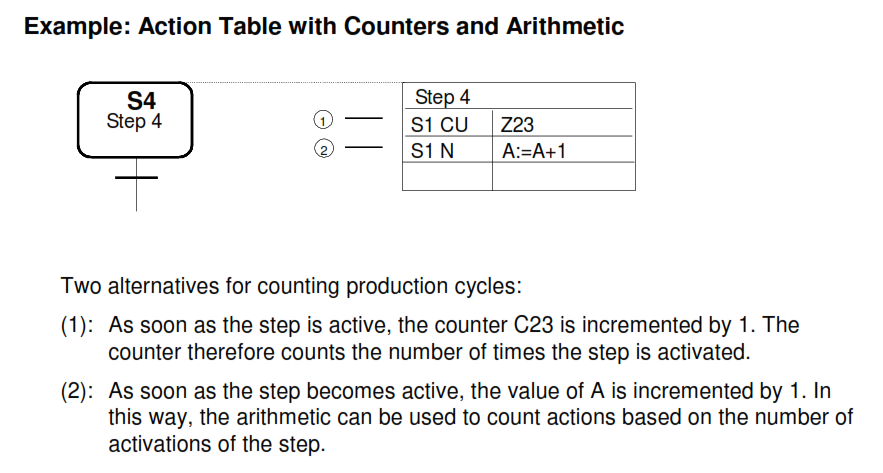 Example: Action Table with Counters and Arithmetic
S4
Step 4
Step 4
1 S1 CU Z23
2 S1 N A:=A+1
Two alternatives for counting production cycles:
(1): As soon as the step is active, the counter C23 is incremented by 1. The
counter therefore counts the number of times the step is activated.
(2): As soon as the step becomes active, the value of A is incremented by 1. In
this way, the arithmetic can be used to count actions based on the number of
activations of the step.